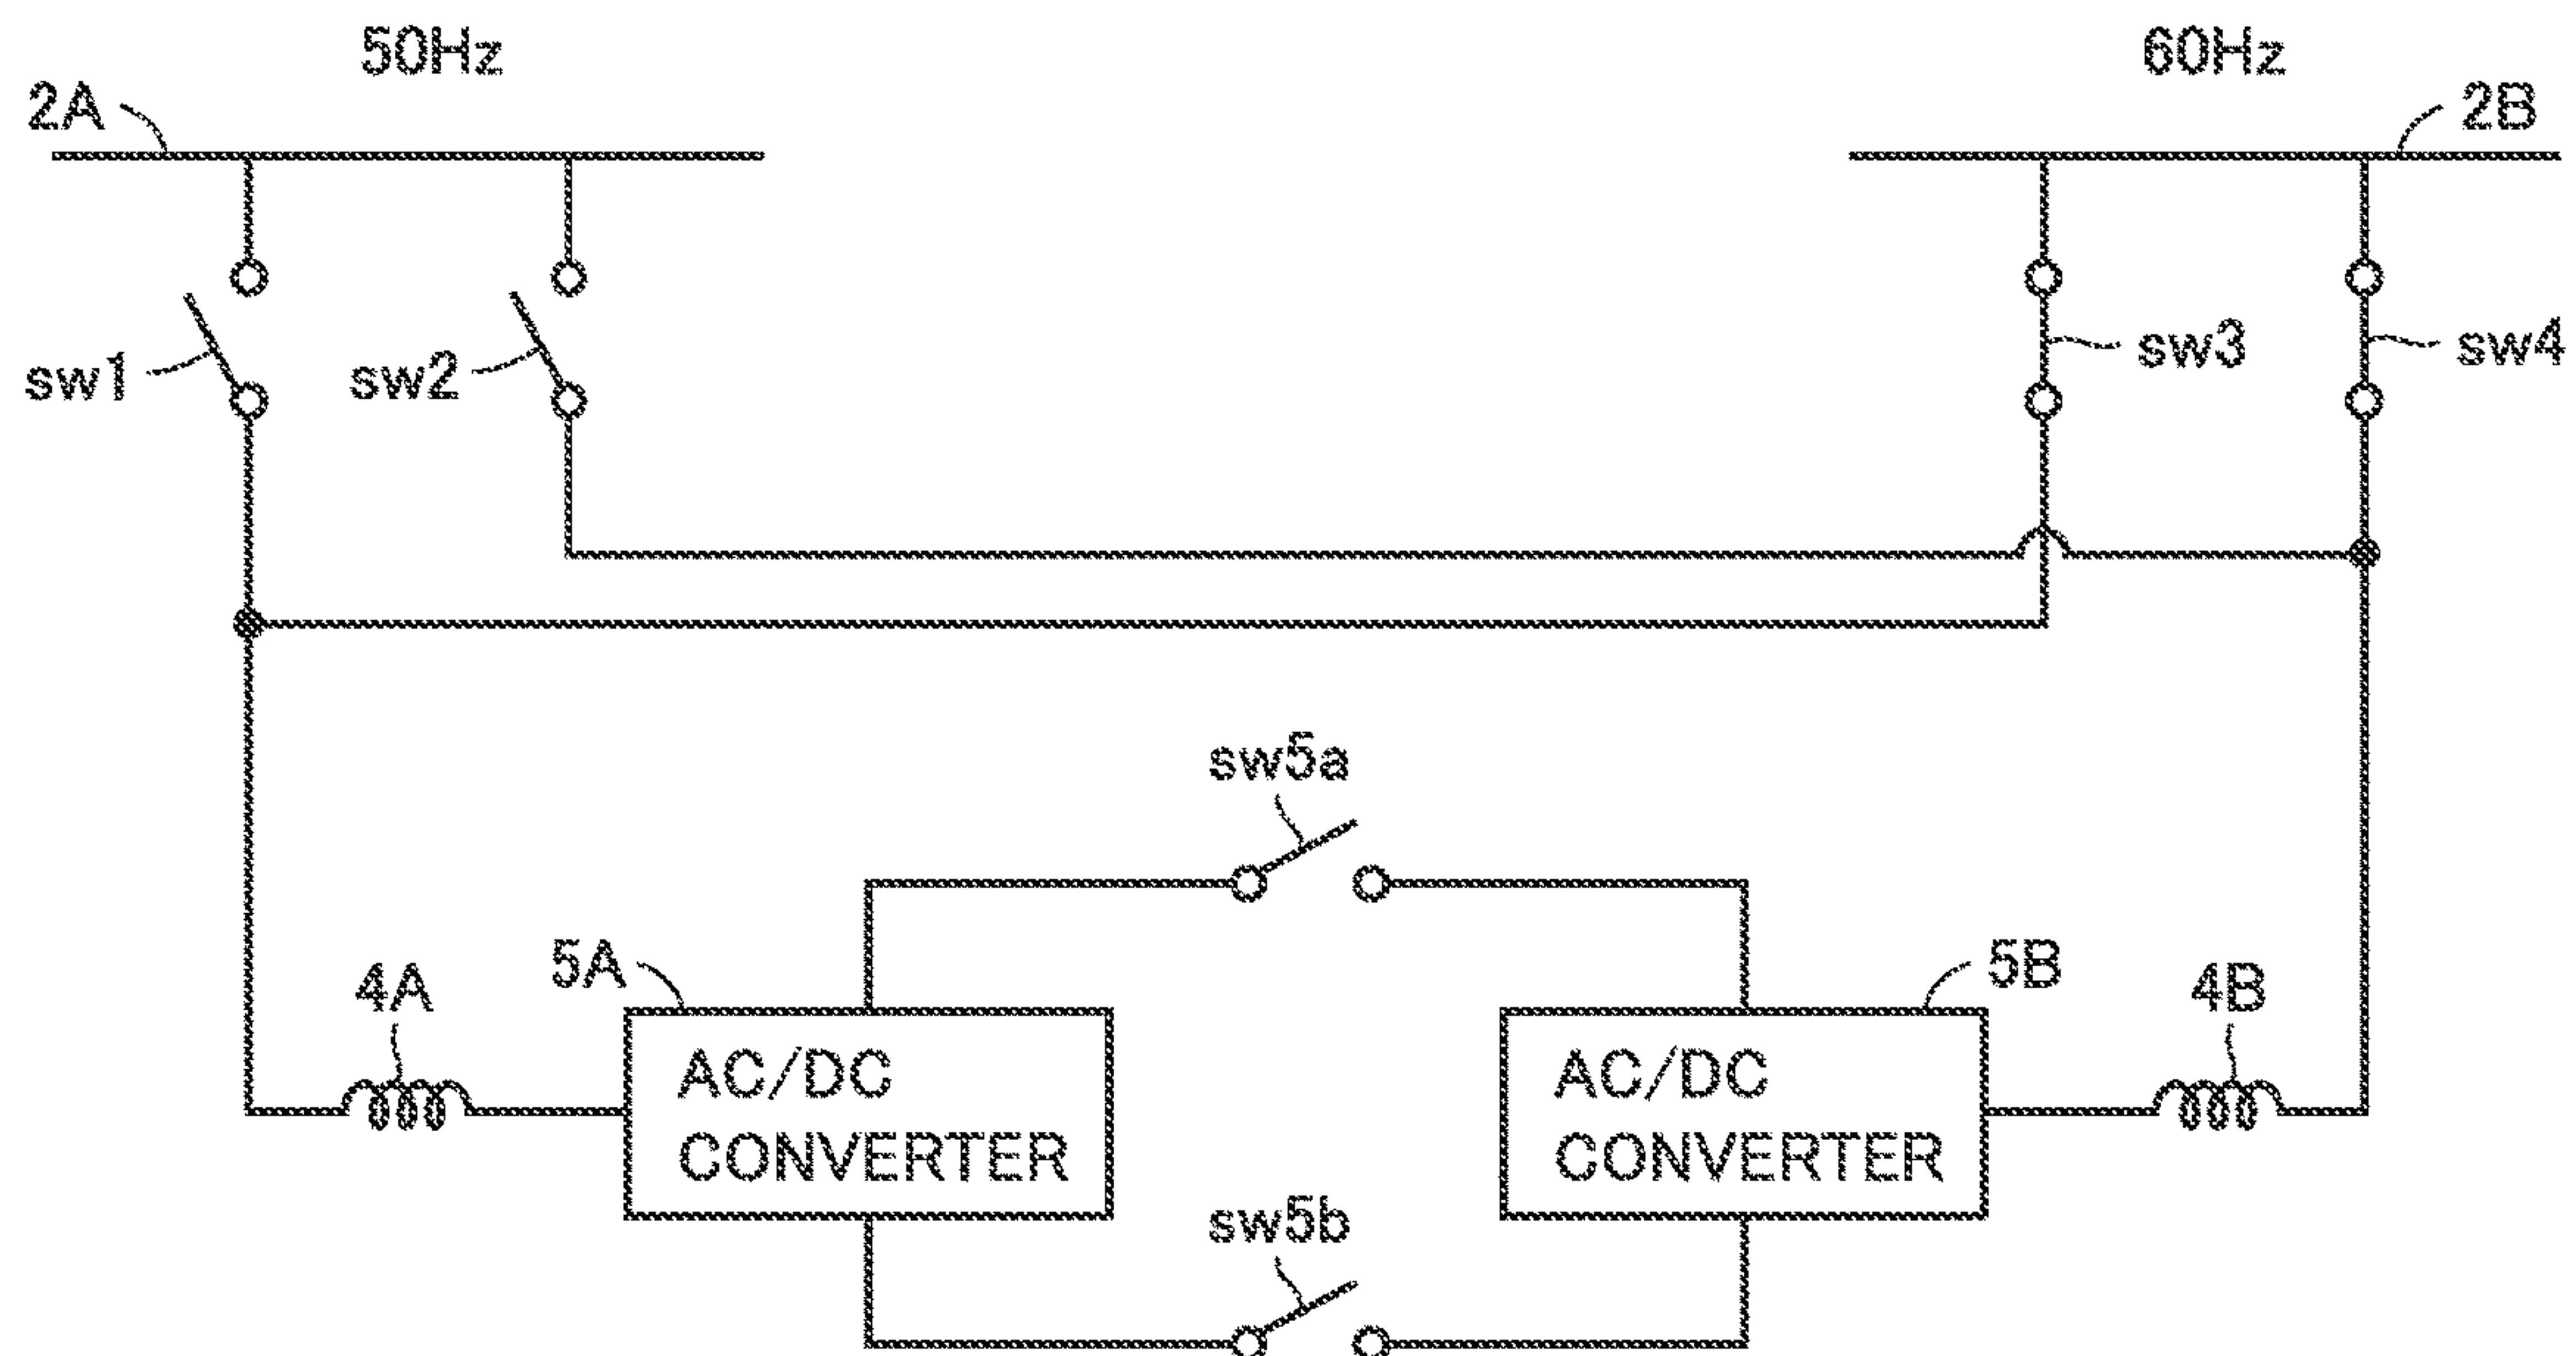 50Hz
60Hz
2A
2B
sw1
sw2
sw3
sw4
sw5a
5A
5B
4A
4B
AC/DC
CONVERTER
AC/DC
CONVERTER
sw5b